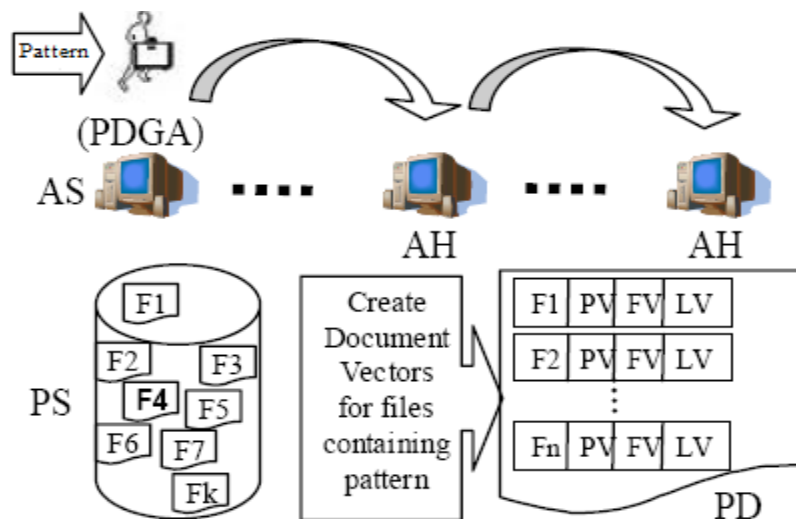 Pattern
(PDGA)
AS
AH
AH
PS
F1
F2
F3
F4
F5
F6
F7
Fk
Create
Document
Vectors
for files
containing
pattern
F1 PV FV LV
F2 PV FV LV
Fn PV FV LV
PD